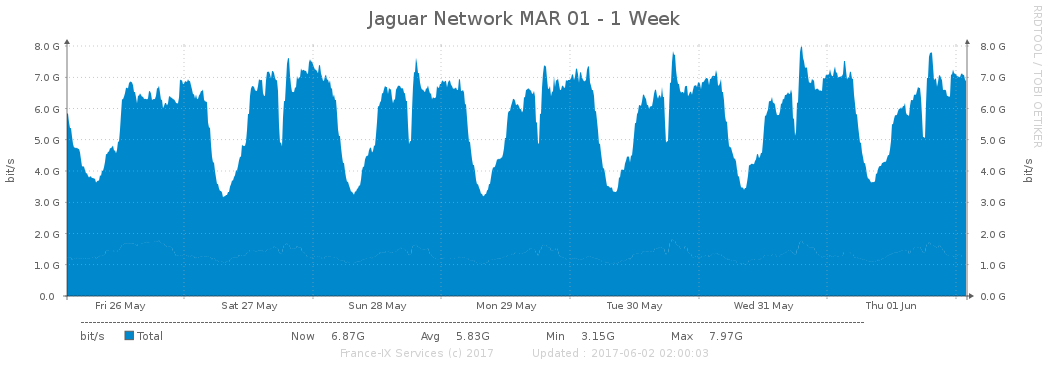 Jaguar Network MAR 01 - 1 Week
RRDTOOL / TOBI OETIKER
bit/s
8.0 G
7.0 G
6.0 G
5.0 G
4.0 G
3.0 G
2.0 G
1.0 G
0.0
8.0 G
7.0 G
6.0 G
5.0 G
4.0 G
3.0 G
2.0 G
1.0 G
0.0 G
bit/s
Fri 26 May Sat 27 May Sun 28 May Mon 29 May Tue 30 May Wed 31 May Thu 01 Jun
bit/s Total Now 6.87G Avg 5.83G Min 3.15G Max 7.97G
France-IX Services (c) 2017 Updated : 2017-06-02 02:00:03